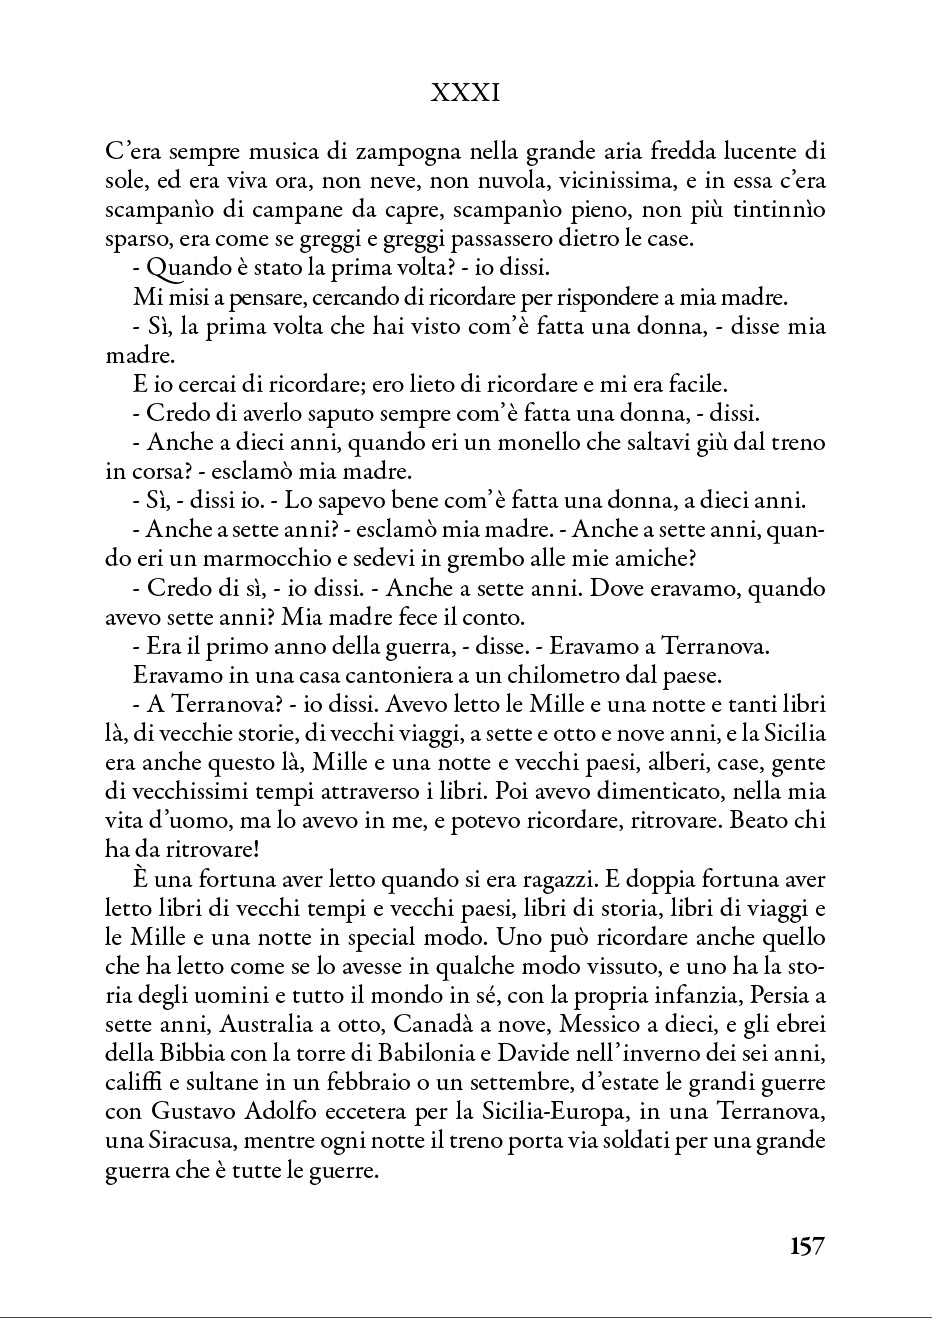 XXXI
C’era sempre musica di zampogna nella grande aria fredda lucente di
sole, ed era viva ora, non neve, non nuvola, vicinissima, e in essa c’era
scampanìo di campane da capre, scampanìo pieno, non più tintinnìo
sparso, era come se greggi e greggi passassero dietro le case.
- Quando è stato la prima volta? - io dissi.
Mi misi a pensare, cercando di ricordare per rispondere a mia madre.
- Sì, la prima volta che hai visto com’è fatta una donna, - disse mia
madre.
E io cercai di ricordare; ero lieto di ricordare e mi era facile.
- Credo di averlo saputo sempre com’è fatta una donna, - dissi.
- Anche a dieci anni, quando eri un monello che saltavi giù dal treno
in corsa? - esclamò mia madre.
- Sì, - dissi io. - Lo sapevo bene com’è fatta una donna, a dieci anni.
- Anche a sette anni? - esclamò mia madre. - Anche a sette anni, quan-
do eri un marmocchio e sedevi in grembo alle mie amiche?
- Credo di sì, - io dissi. - Anche a sette anni. Dove eravamo, quando
avevo sette anni? Mia madre fece il conto.
- Era il primo anno della guerra, - disse. - Eravamo a Terranova.
Eravamo in una casa cantoniera a un chilometro dal paese.
- A Terranova? - io dissi. Avevo letto le Mille e una notte e tanti libri
là, di vecchie storie, di vecchi viaggi, a sette e otto e nove anni, e la Sicilia
era anche questo là, Mille e una notte e vecchi paesi, alberi, case, gente
di vecchissimi tempi attraverso i libri. Poi avevo dimenticato, nella mia
vita d’uomo, ma lo avevo in me, e potevo ricordare, ritrovare. Beato chi
ha da ritrovare!
È una fortuna aver letto quando si era ragazzi. E doppia fortuna aver
letto libri di vecchi tempi e vecchi paesi, libri di storia, libri di viaggi e
le Mille e una notte in special modo. Uno può ricordare anche quello
che ha letto come se lo avesse in qualche modo vissuto, e uno ha la sto-
ria degli uomini e tutto il mondo in sé, con la propria infanzia, Persia a
sette anni, Australia a otto, Canadà a nove, Messico a dieci, e gli ebrei
della Bibbia con la torre di Babilonia e Davide nell’inverno dei sei anni,
califfi e sultane in un febbraio o un settembre, d’estate le grandi guerre
con Gustavo Adolfo eccetera per la Sicilia-Europa, in una Terranova,
una Siracusa, mentre ogni notte il treno porta via soldati per una grande
guerra che è tutte le guerre.
157